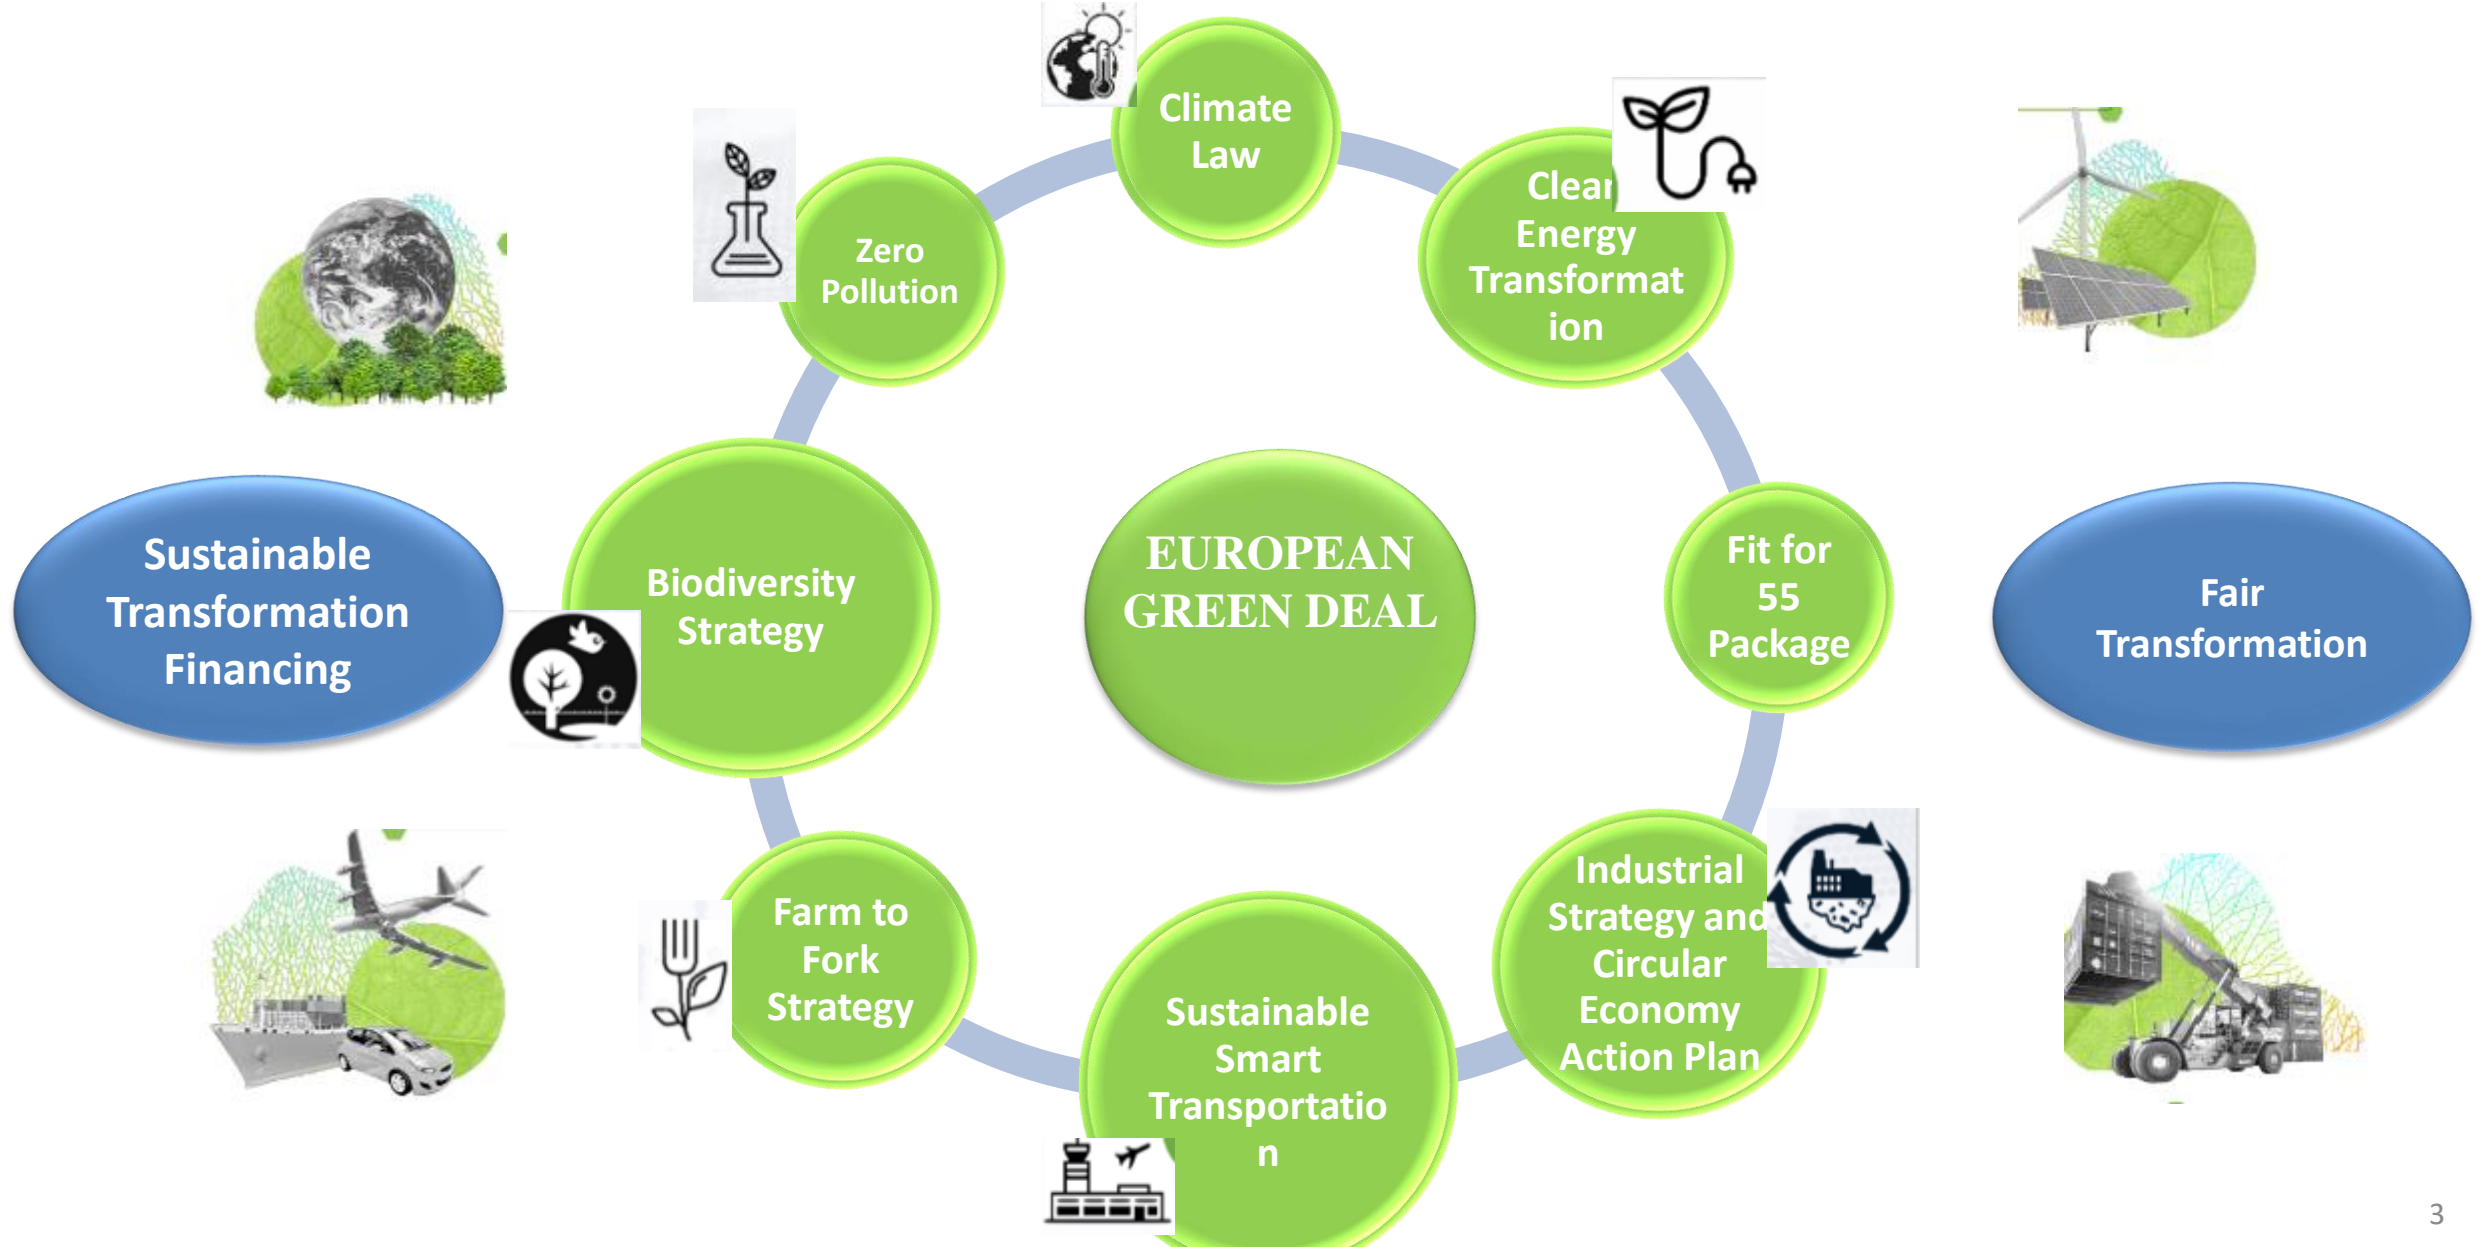 Climate
Law
Clean
Energy
Transformat
ion
Zero
Pollution
Fit for
55
Package
EUROPEAN
GREEN DEAL
Biodiversity
Strategy
Sustainable
Transformation
Financing
Fair
Transformation
Industrial
Strategy and
Circular
Economy
Action Plan
Farm to
Fork
Strategy
Sustainable
Smart
Transportatio
n
3